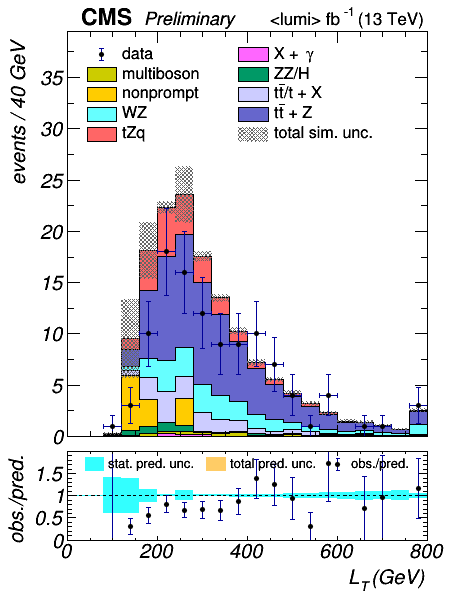 CMS Preliminary <lumi> fb⁻¹ (13 TeV)
events / 40 GeV
35
30
25
20
15
10
5
0
data
multiboson
nonprompt
WZ
tZq
X + γ
ZZ/H
tt̄/t + X
tt̄ + Z
total sim. unc.
obs./pred.
1.5
1
0.5
0
stat. pred. unc. total pred. unc. obs./pred.
0 200 400 600 800
L_T(GeV)